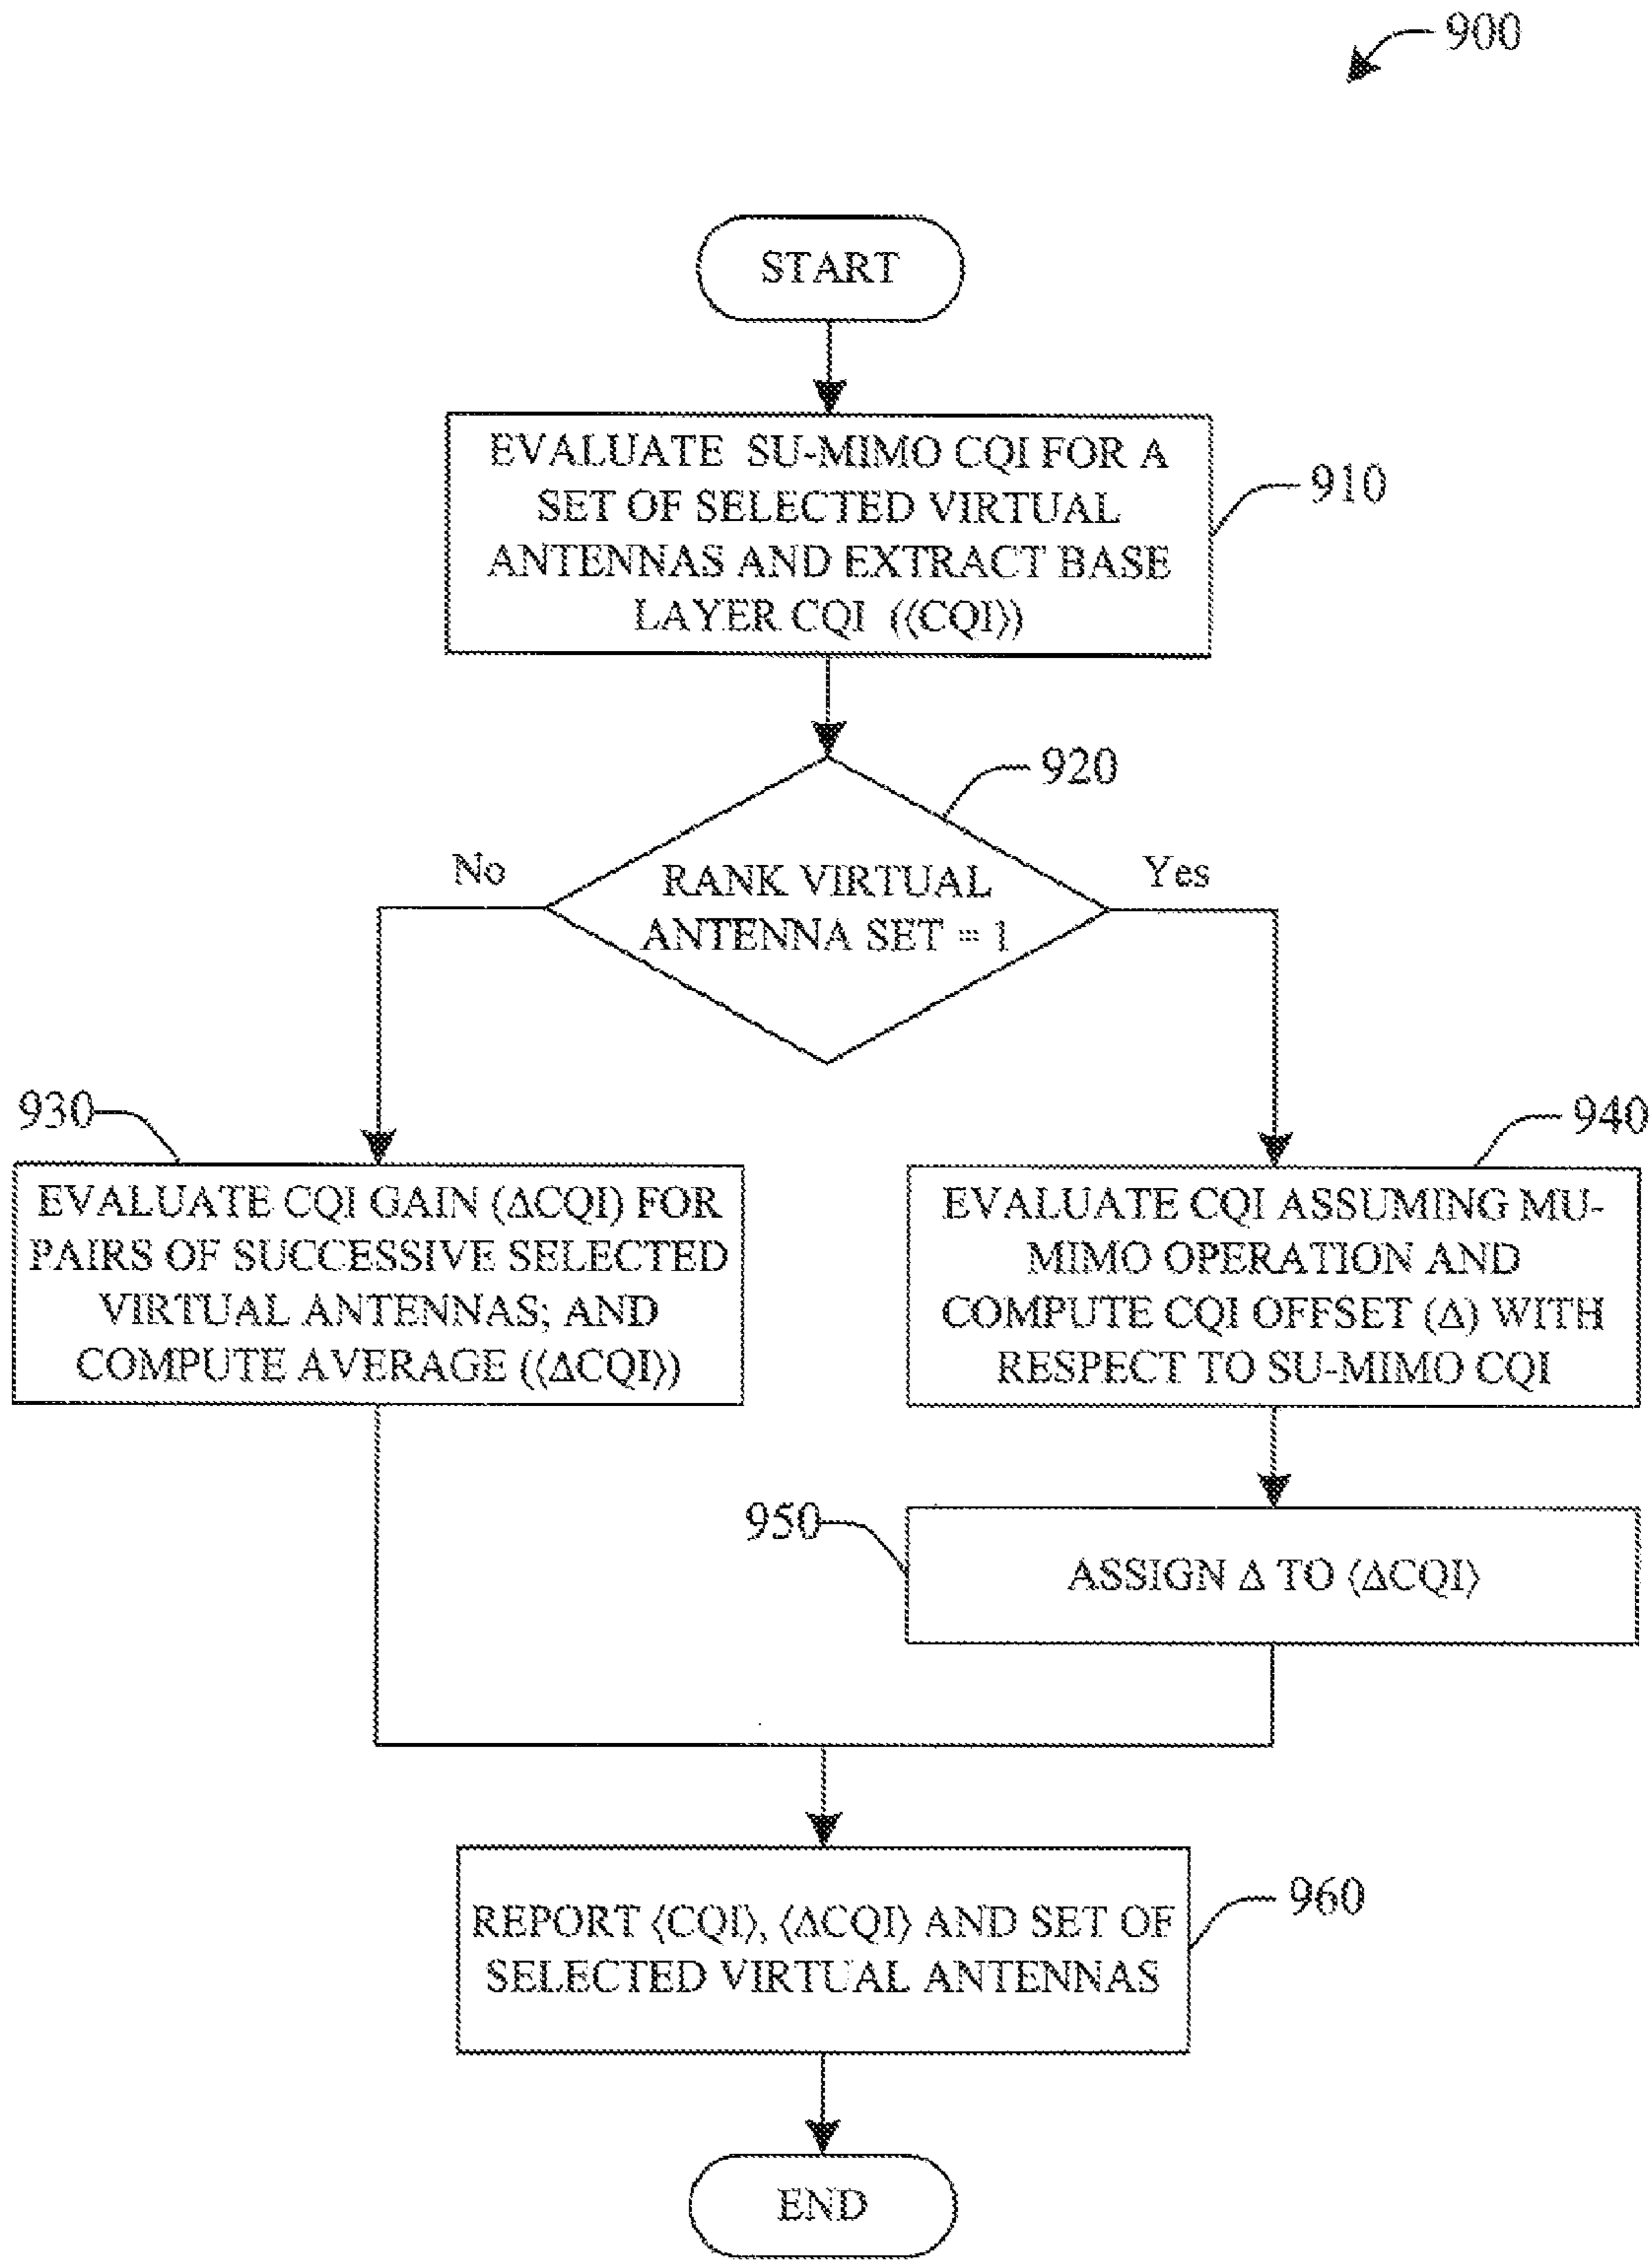 900
START
EVALUATE SU-MIMO CQI FOR A
SET OF SELECTED VIRTUAL
ANTENNAS AND EXTRACT BASE
LAYER CQI (⟨CQI⟩)
910
920
No
RANK VIRTUAL
ANTENNA SET = 1
Yes
930
EVALUATE CQI GAIN (ΔCQI) FOR
PAIRS OF SUCCESSIVE SELECTED
VIRTUAL ANTENNAS; AND
COMPUTE AVERAGE (⟨ΔCQI⟩)
940
EVALUATE CQI ASSUMING MU-
MIMO OPERATION AND
COMPUTE CQI OFFSET (Δ) WITH
RESPECT TO SU-MIMO CQI
950
ASSIGN Δ TO ⟨ΔCQI⟩
REPORT ⟨CQI⟩, ⟨ΔCQI⟩ AND SET OF
SELECTED VIRTUAL ANTENNAS
960
END